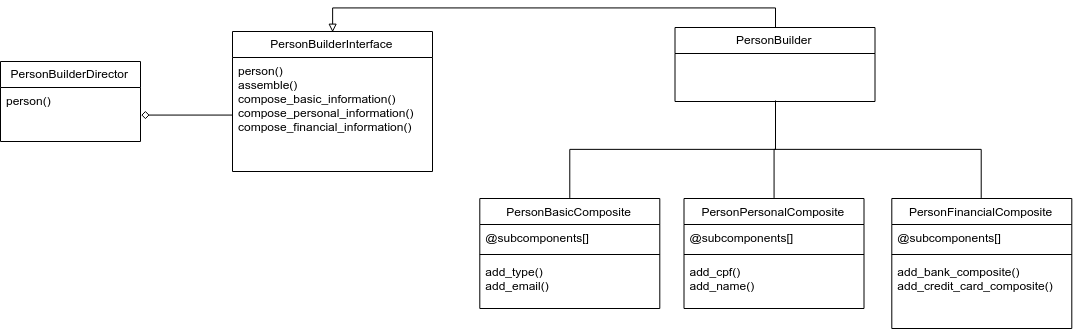 PersonBuilderDirector
person()
PersonBuilderInterface
person()
assemble()
compose_basic_information()
compose_personal_information()
compose_financial_information()
PersonBuilder
PersonBasicComposite
@subcomponents[]
add_type()
add_email()
PersonPersonalComposite
@subcomponents[]
add_cpf()
add_name()
PersonFinancialComposite
@subcomponents[]
add_bank_composite()
add_credit_card_composite()